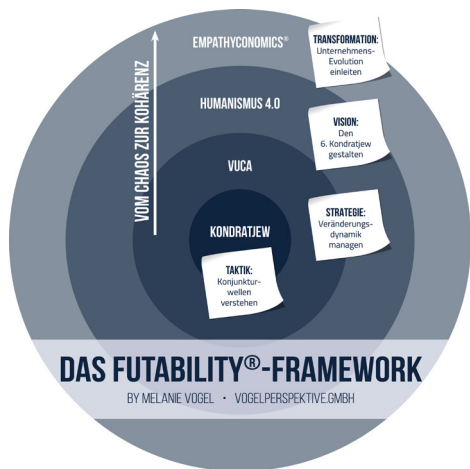 EMPATHYCONOMICS®
TRANSFORMATION:
Unternehmens-
Evolution
einleiten
HUMANISMUS 4.0
VISION:
Den
6. Kondratjew
gestalten
VUCA
STRATEGIE:
Veränderungs-
dynamik
managen
KONDRATJEW
TAKTIK:
Konjunktur-
wellen
verstehen
VOM CHAOS ZUR KOHÄRENZ
DAS FUTABILITY®-FRAMEWORK
BY MELANIE VOGEL • VOGELPERSPEKTIVE.GMBH